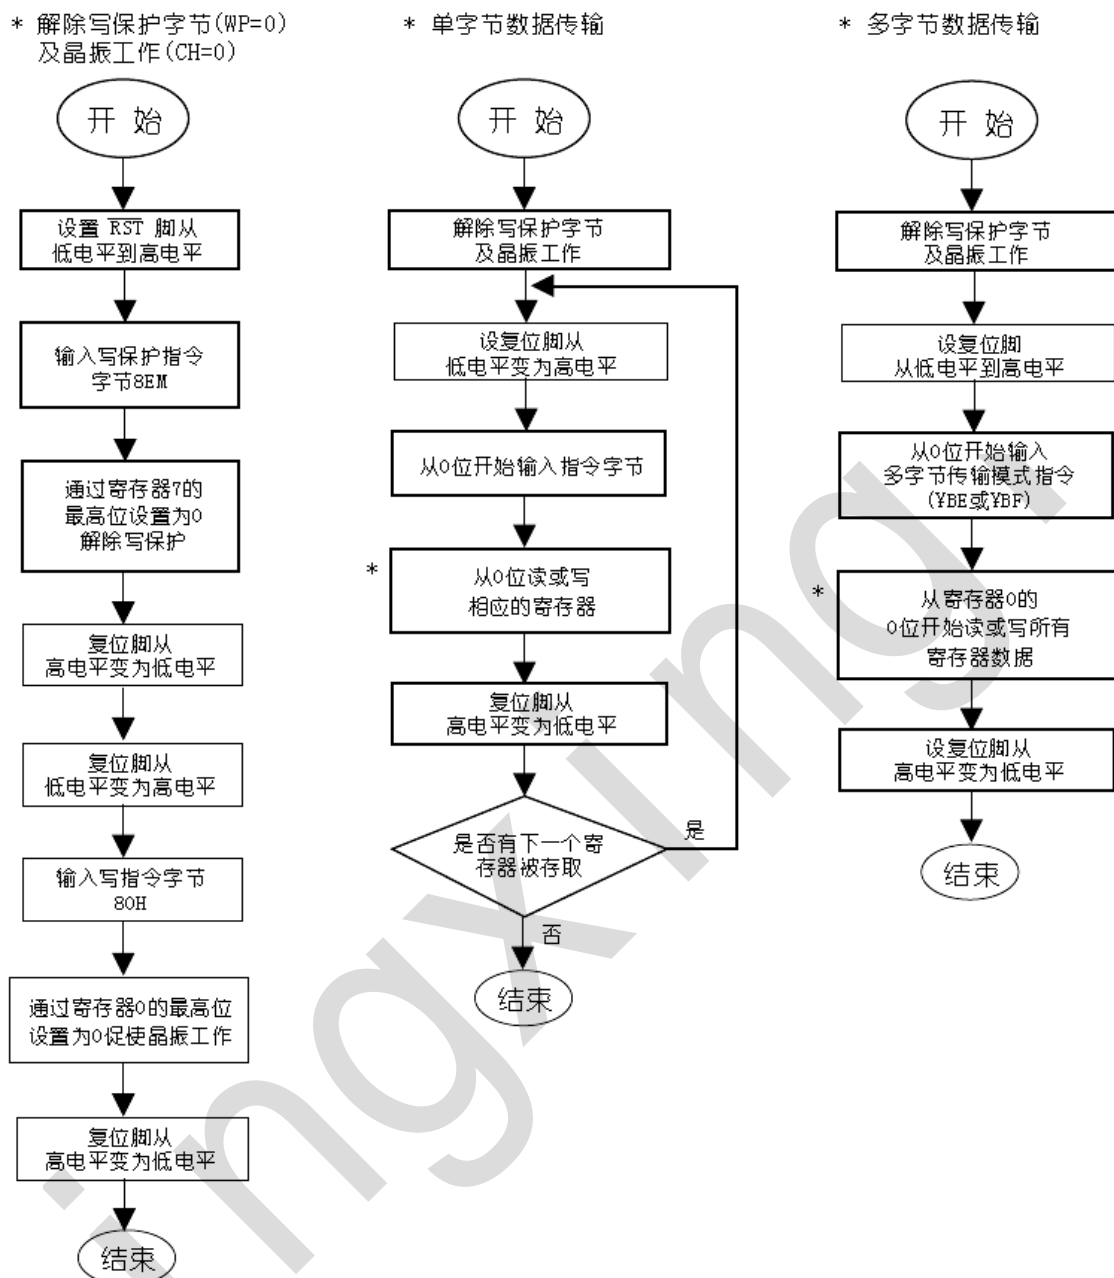 * 解除写保护字节(WP=0)
及晶振工作(CH=0)
开 始
设置 RST 脚从
低电平到高电平
输入写保护指令
字节8EM
通过寄存器7的
最高位设置为0
解除写保护
复位脚从
高电平变为低电平
复位脚从
低电平变为高电平
输入写指令字节
80H
通过寄存器0的最高位
设置为0促使晶振工作
复位脚从
高电平变为低电平
结束
* 单字节数据传输
开 始
解除写保护字节
及晶振工作
设复位脚从
低电平变为高电平
从0位开始输入指令字节
*
从0位读或写
相应的寄存器
复位脚从
高电平变为低电平
是否有下一个寄
存器被存取
是
否
结束
* 多字节数据传输
开 始
解除写保护字节
及晶振工作
设复位脚
从低电平到高电平
从0位开始输入
多字节传输模式指令
(¥BE或¥BF)
*
从寄存器0的
0位开始读或写所有
寄存器数据
设复位脚从
高电平变为低电平
结束
ingxingi